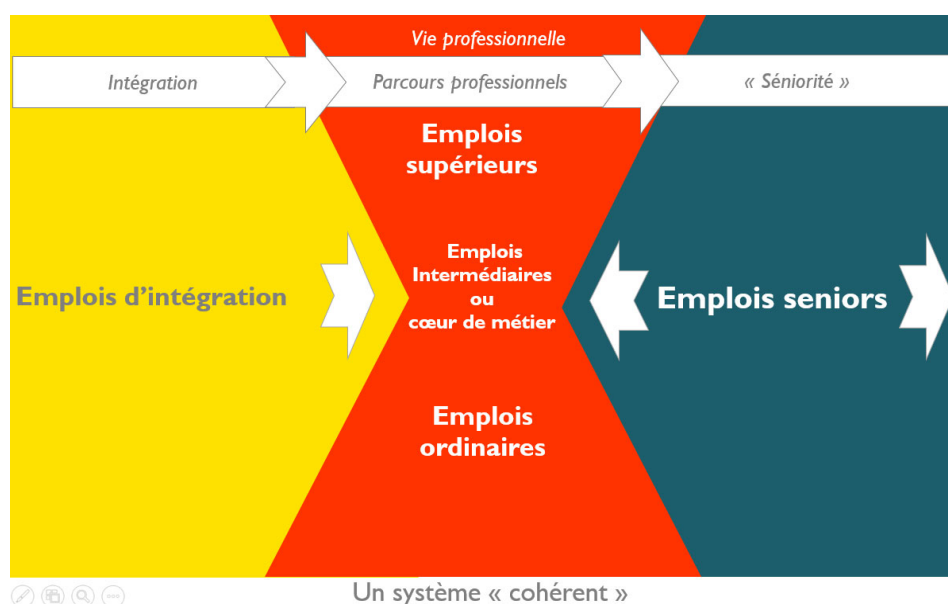 Vie professionnelle
Intégration
Parcours professionnels
« Séniorité »
Emplois
supérieurs
Emplois
Intermédiaires
ou
cœur de métier
Emplois d'intégration
Emplois seniors
Emplois
ordinaires
Un système « cohérent »